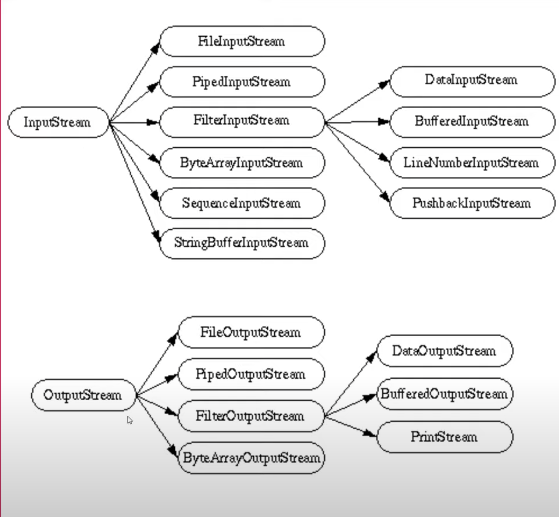 FileInputStream
PipedInputStream
InputStream
FilterInputStream
ByteArrayInputStream
SequenceInputStream
StringBufferInputStream
DataInputStream
BufferedInputStream
LineNumberInputStream
PushbackInputStream
FileOutputStream
PipedOutputStream
OutputStream
FilterOutputStream
ByteArrayOutputStream
DataOutputStream
BufferedOutputStream
PrintStream